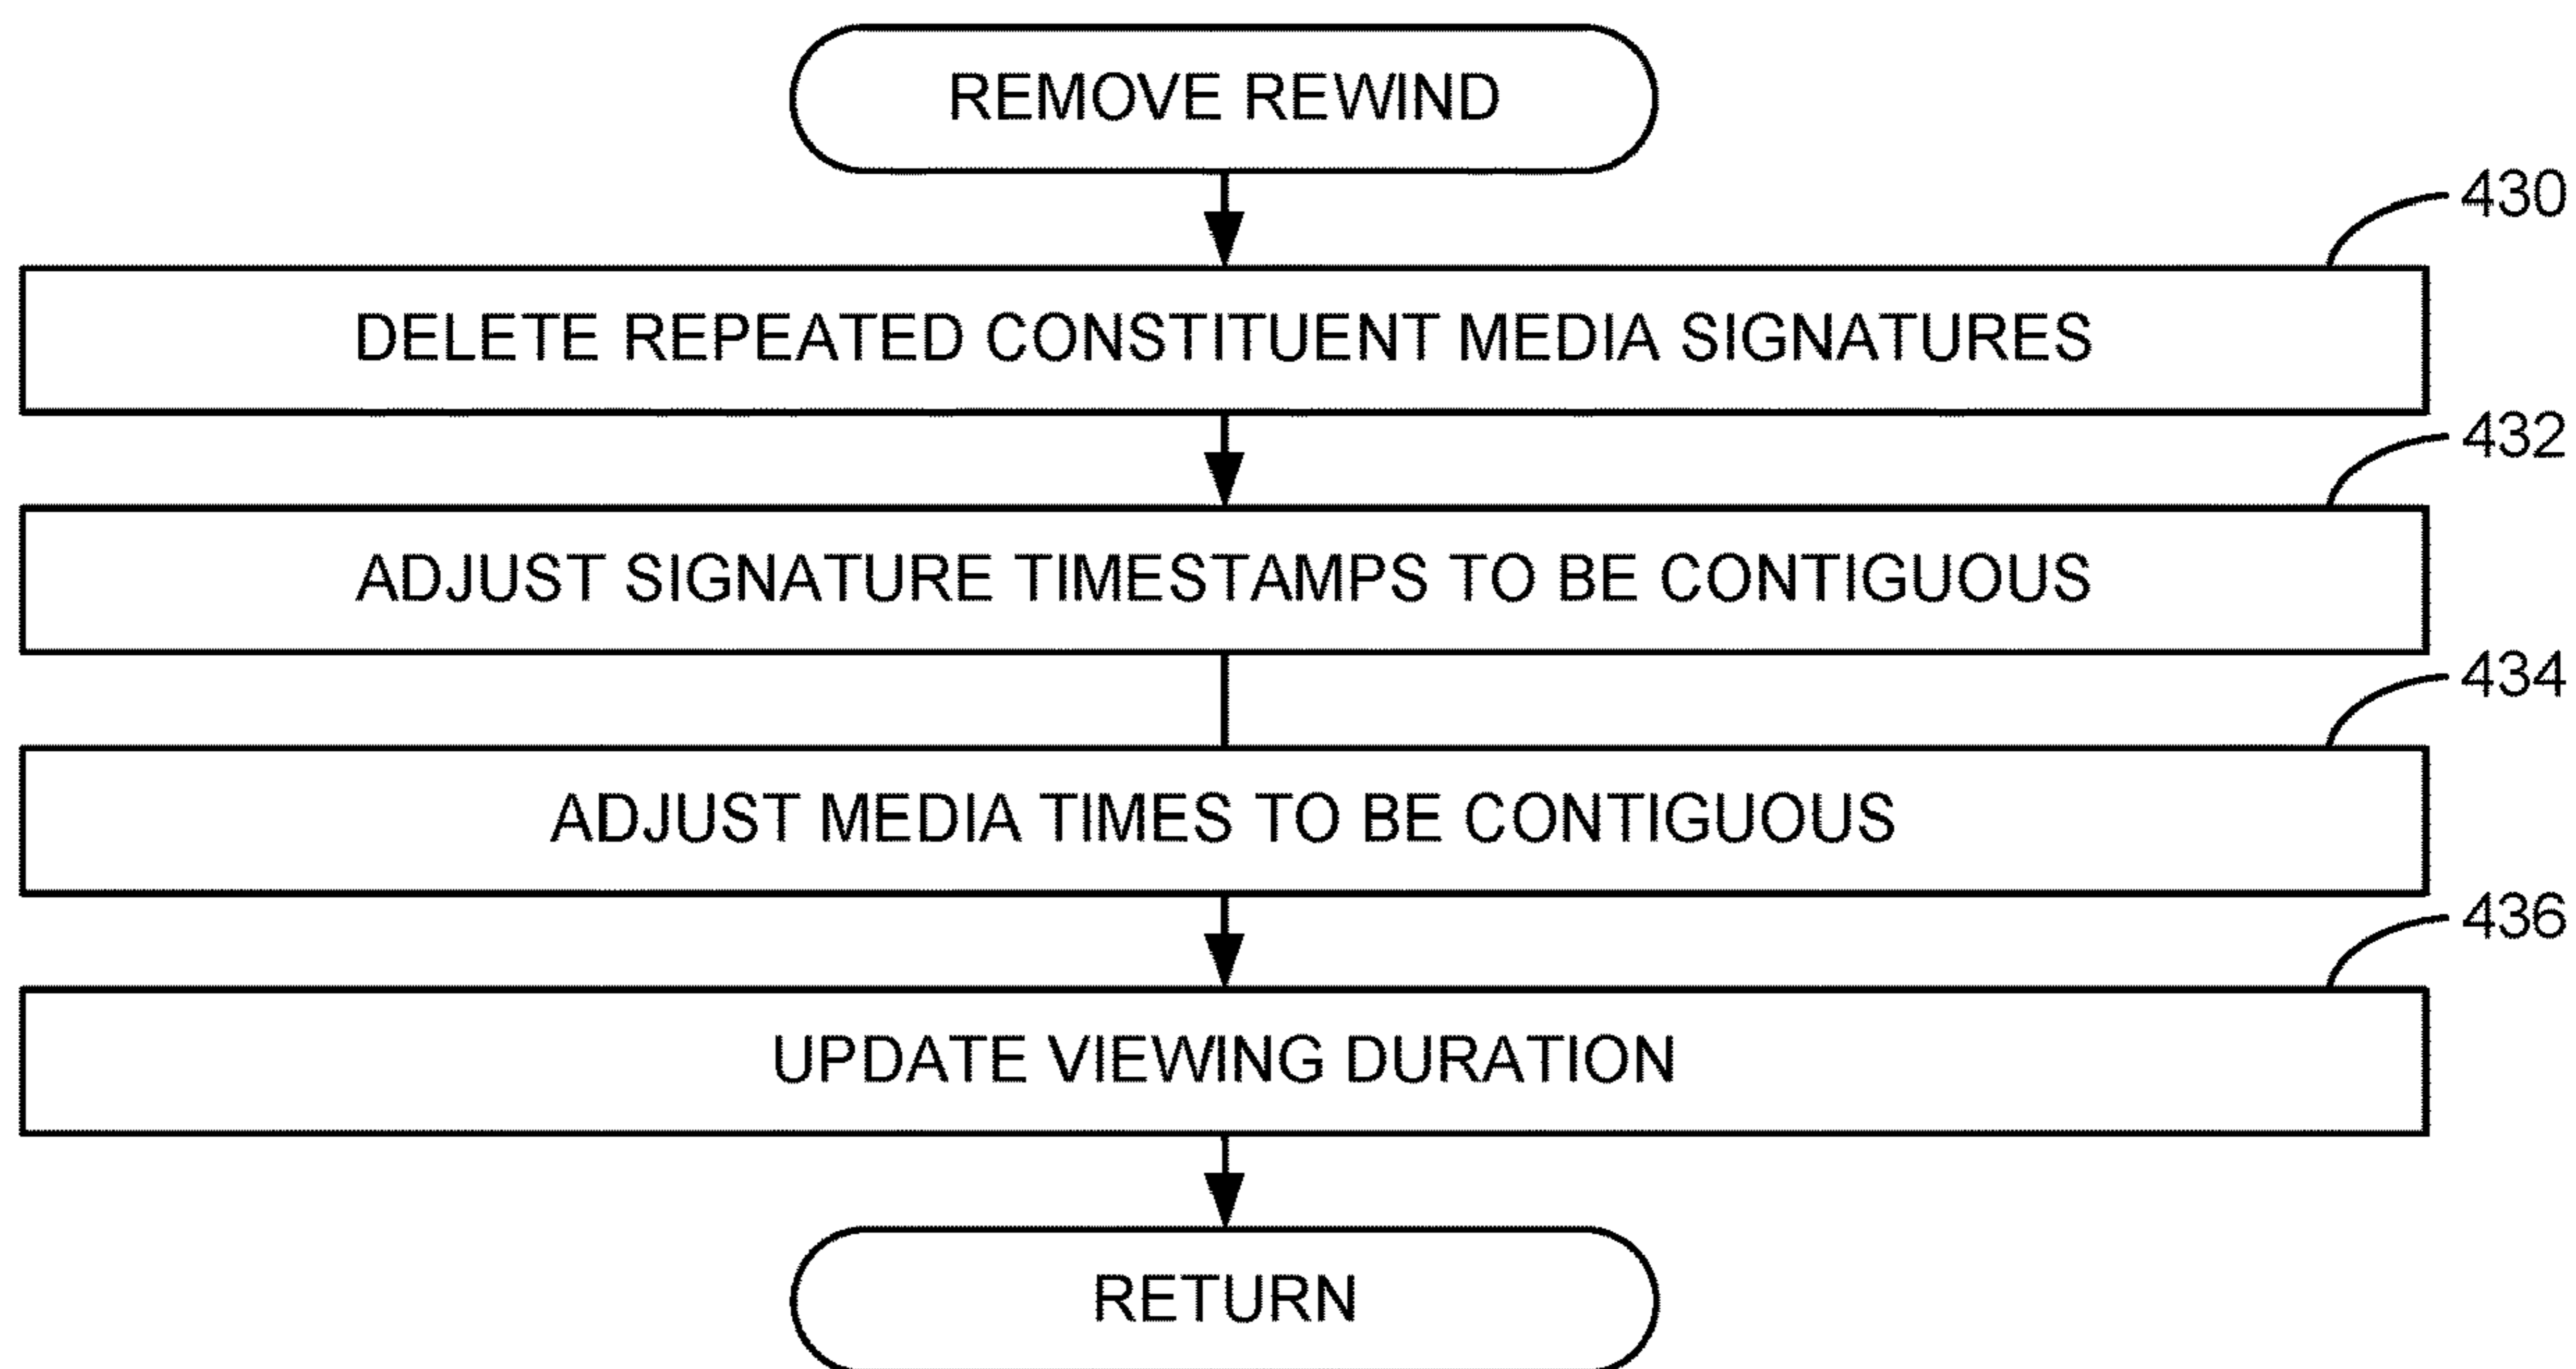 REMOVE REWIND
430
DELETE REPEATED CONSTITUENT MEDIA SIGNATURES
432
ADJUST SIGNATURE TIMESTAMPS TO BE CONTIGUOUS
434
ADJUST MEDIA TIMES TO BE CONTIGUOUS
436
UPDATE VIEWING DURATION
RETURN